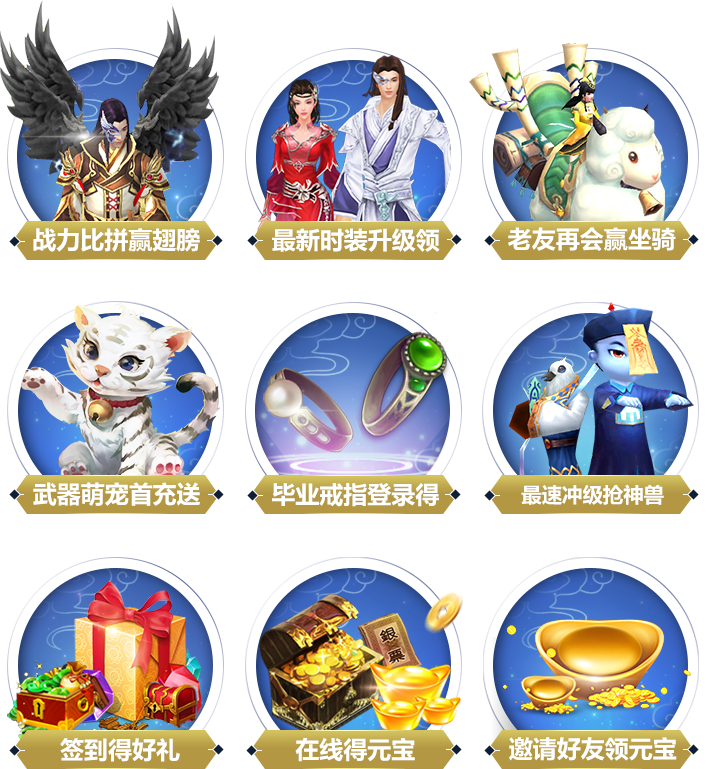 战力比拼赢翅膀
最新时装升级领
老友再会赢坐骑
武器萌宠首充送
毕业戒指登录得
最速冲级抢神兽
銀票
签到得好礼
在线得元宝
邀请好友领元宝